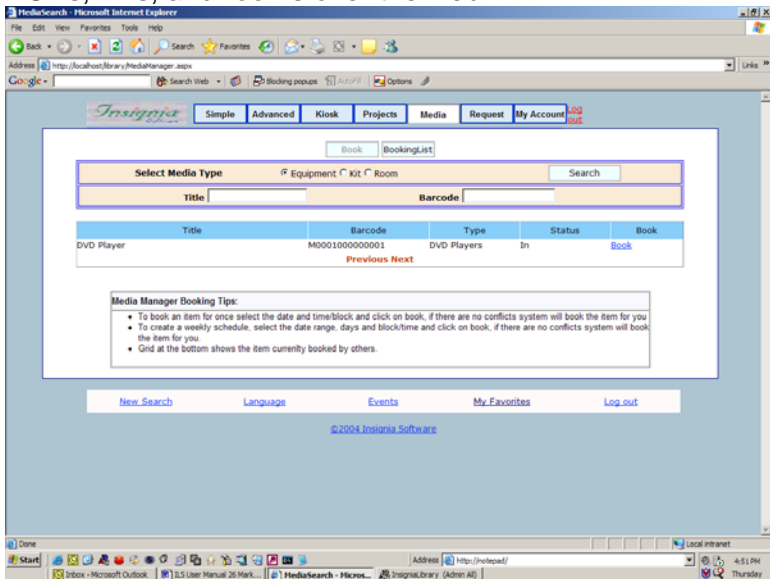 MediaSearch - Microsoft Internet Explorer
File Edit View Favorites Tools Help
Back Search Favorites
Address http://localhost/library/MediaManager.aspx Links
Google Search Web Blocking popups AutoFill Options
Insignia Simple Advanced Kiosk Projects Media Request My Account Log out
Book BookingList
Select Media Type Equipment Kit Room Search
Title Barcode
Title Barcode Type Status Book
DVD Player M0001000000001 DVD Players In Book
Previous Next
Media Manager Booking Tips:
• To book an item for once select the date and time/block and click on book, if there are no conflicts system will book the item for you
• To create a weekly schedule, select the date range, days and block/time and click on book, if there are no conflicts system will book
the item for you.
• Grid at the bottom shows the item currently booked by others.
New Search Language Events My Favorites Log out
©2004 Insignia Software
Done Local intranet
Start Address http://notepad/ 4:51 PM
Inbox - Microsoft Outlook ILS User Manual 26 Mark... MediaSearch - Micros... InsigniaLibrary (Admin All) Thursday